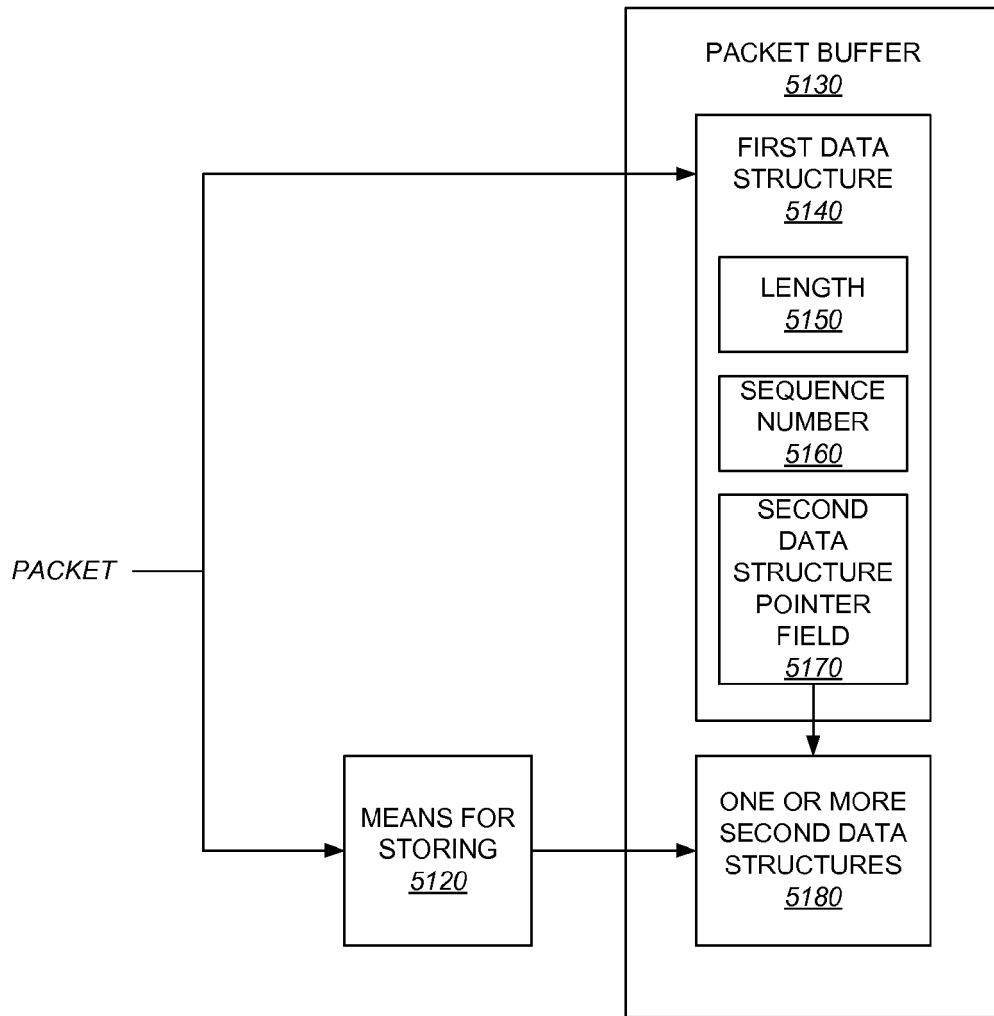 PACKET BUFFER
5130
FIRST DATA
STRUCTURE
5140
LENGTH
5150
SEQUENCE
NUMBER
5160
SECOND
DATA
STRUCTURE
POINTER
FIELD
5170
PACKET
MEANS FOR
STORING
5120
ONE OR MORE
SECOND DATA
STRUCTURES
5180